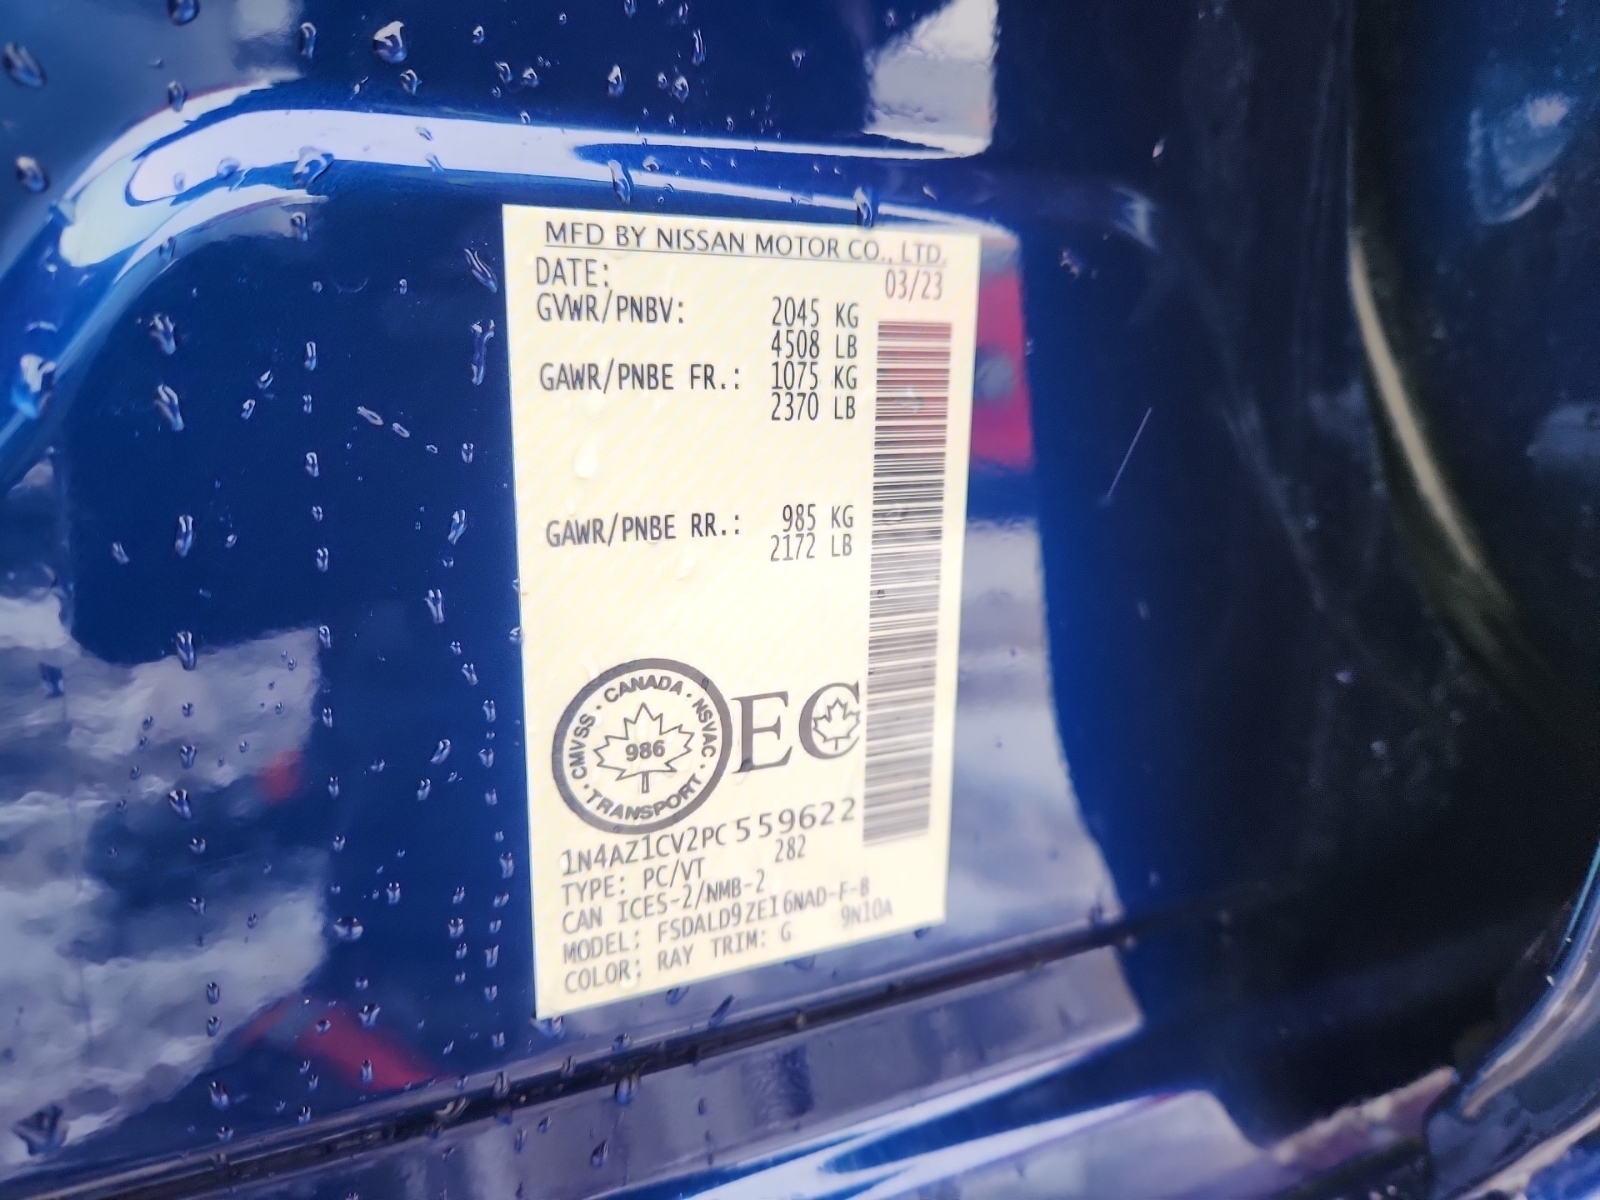 MFD BY NISSAN MOTOR CO., LTD.
DATE: 03/23
GVWR/PNBV: 2045 KG
4508 LB
GAWR/PNBE FR.: 1075 KG
2370 LB
GAWR/PNBE RR.: 985 KG
2172 LB
CANADA · NSVAC · TRANSPORT · CMVSS ·
986
EC
1N4AZ1CV2PC559622
TYPE: PC/VT 282
CAN ICES-2/NMB-2
MODEL: FSDALD9ZEI6NAD-F-B
COLOR: RAY TRIM: G 9N10A